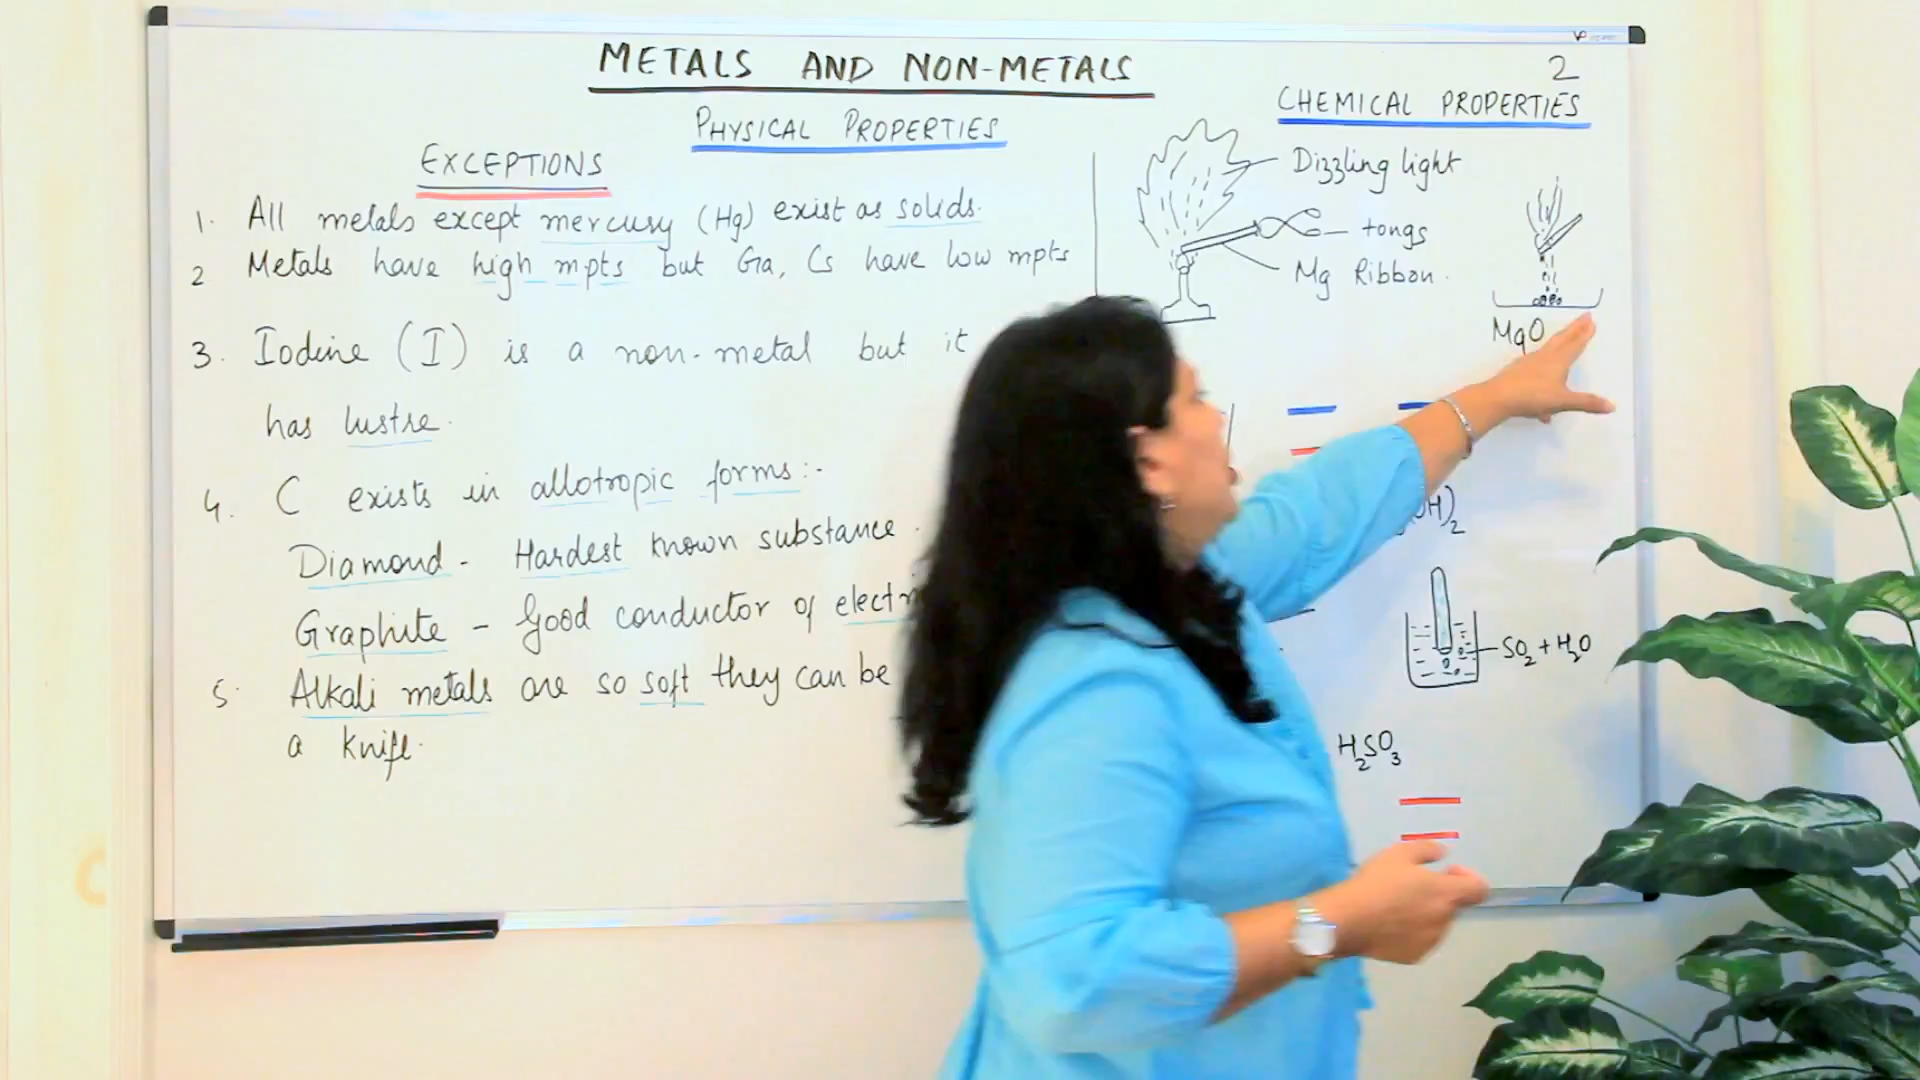 METALS AND NON-METALS
2
PHYSICAL PROPERTIES
CHEMICAL PROPERTIES
EXCEPTIONS
1. All metals except mercury (Hg) exist as solids.
2 Metals have high mpts but Ga, Cs have low mpts
3. Iodine (I) is a non-metal but it
has lustre.
4. C exists in allotropic forms:-
Diamond - Hardest known substance.
Graphite - Good conductor of electri
5. Alkali metals are so soft they can be
a knife.
Dizzling light
tongs
Mg Ribbon.
MgO
OH)2
SO2 + H2O
H2SO3